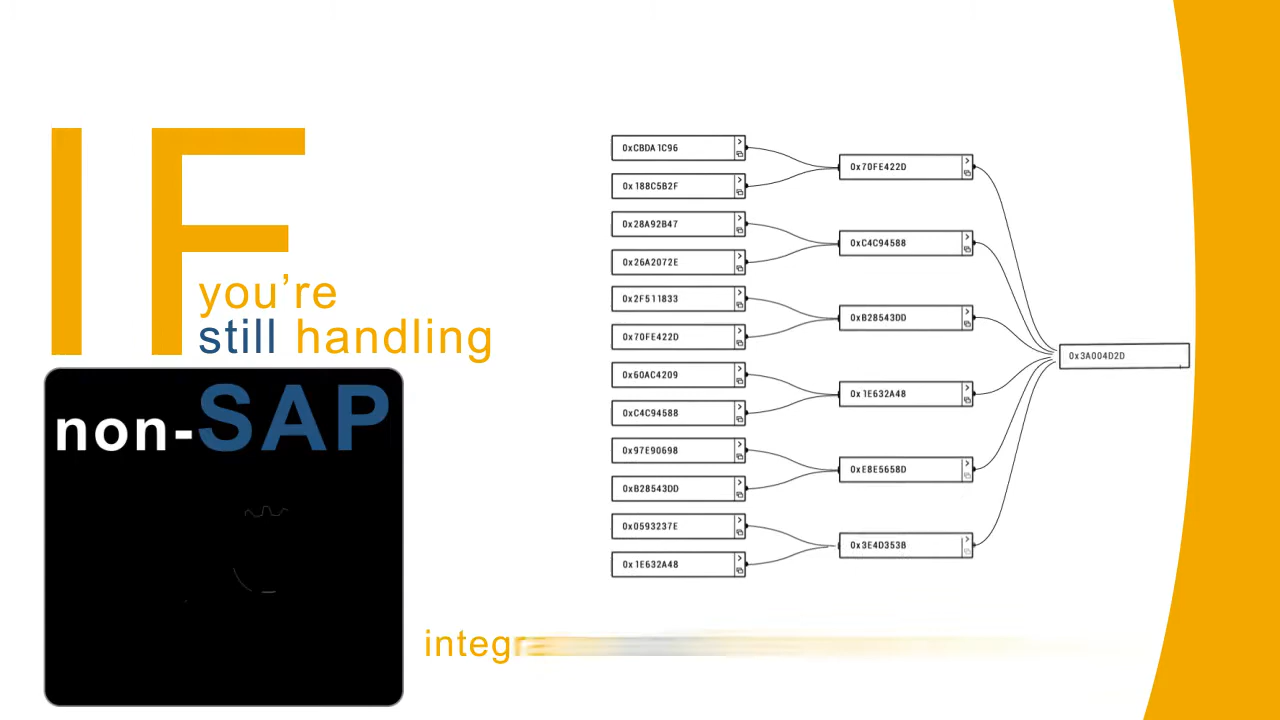 IF
you’re
still handling
non-SAP
integr
0xCBDA1C96
0x188C5B2F
0x28A92B47
0x26A2072E
0x2F511833
0x70FE422D
0x60AC4209
0xC4C94588
0x97E90698
0xB28543DD
0x0593237E
0x1E632A48
0x70FE422D
0xC4C94588
0xB28543DD
0x1E632A48
0xE8E5658D
0x3E4D353B
0x3A004D2D